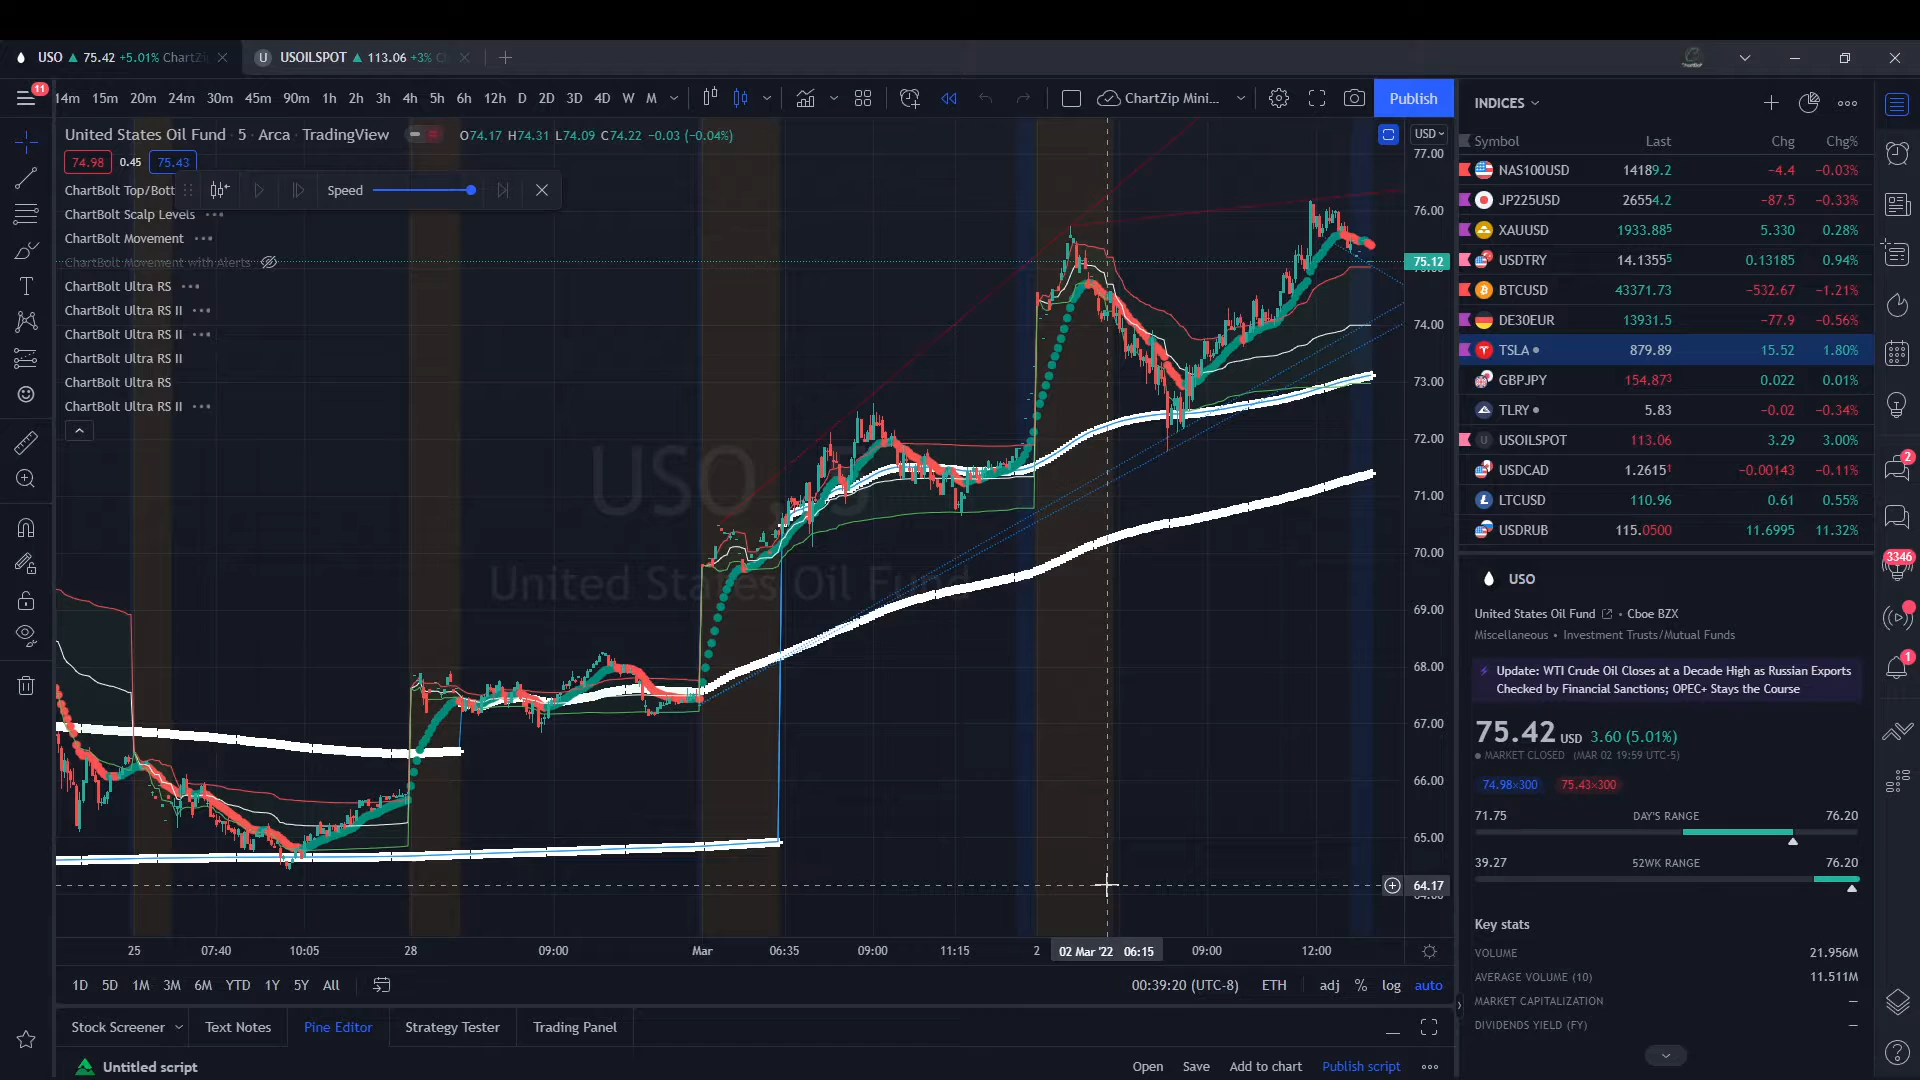 USO ▲ 75.42 +5.01% ChartZi
U USOILSPOT ▲ 113.06 +3%
11
14m 15m 20m 24m 30m 45m 90m 1h 2h 3h 4h 5h 6h 12h D 2D 3D 4D W M
ChartZip Mini...
Publish
United States Oil Fund · 5 · Arca · TradingView
O74.17 H74.31 L74.09 C74.22 −0.03 (−0.04%)
USD
74.98 0.45 75.43
ChartBolt Top/Bott
Speed
ChartBolt Scalp Levels
ChartBolt Movement
ChartBolt Movement with Alerts
ChartBolt Ultra RS
ChartBolt Ultra RS II
ChartBolt Ultra RS II
ChartBolt Ultra RS II
ChartBolt Ultra RS
ChartBolt Ultra RS II
USO, 5
United States Oil Fund
77.00
76.00
75.12
74.00
73.00
72.00
71.00
70.00
69.00
68.00
67.00
66.00
65.00
64.17
25 07:40 10:05 28 09:00 Mar 06:35 09:00 11:15 2 02 Mar '22 06:15 09:00 12:00
1D 5D 1M 3M 6M YTD 1Y 5Y All
00:39:20 (UTC-8) ETH adj % log auto
Stock Screener Text Notes Pine Editor Strategy Tester Trading Panel
Untitled script
Open Save Add to chart Publish script
INDICES
Symbol Last Chg Chg%
NAS100USD 14189.2 −4.4 −0.03%
JP225USD 26554.2 −87.5 −0.33%
XAUUSD 1933.885 5.330 0.28%
USDTRY 14.13555 0.13185 0.94%
BTCUSD 43371.73 −532.67 −1.21%
DE30EUR 13931.5 −77.9 −0.56%
TSLA 879.89 15.52 1.80%
GBPJPY 154.873 0.022 0.01%
TLRY 5.83 −0.02 −0.34%
U USOILSPOT 113.06 3.29 3.00%
USDCAD 1.26151 −0.00143 −0.11%
LTCUSD 110.96 0.61 0.55%
USDRUB 115.0500 11.6995 11.32%
USO
United States Oil Fund • Cboe BZX
Miscellaneous • Investment Trusts/Mutual Funds
Update: WTI Crude Oil Closes at a Decade High as Russian Exports
Checked by Financial Sanctions; OPEC+ Stays the Course
75.42 USD 3.60 (5.01%)
MARKET CLOSED (MAR 02 19:59 UTC-5)
74.98×300 75.43×300
71.75 DAY'S RANGE 76.20
39.27 52WK RANGE 76.20
Key stats
VOLUME 21.956M
AVERAGE VOLUME (10) 11.511M
MARKET CAPITALIZATION —
DIVIDENDS YIELD (FY) —
2
3346
1